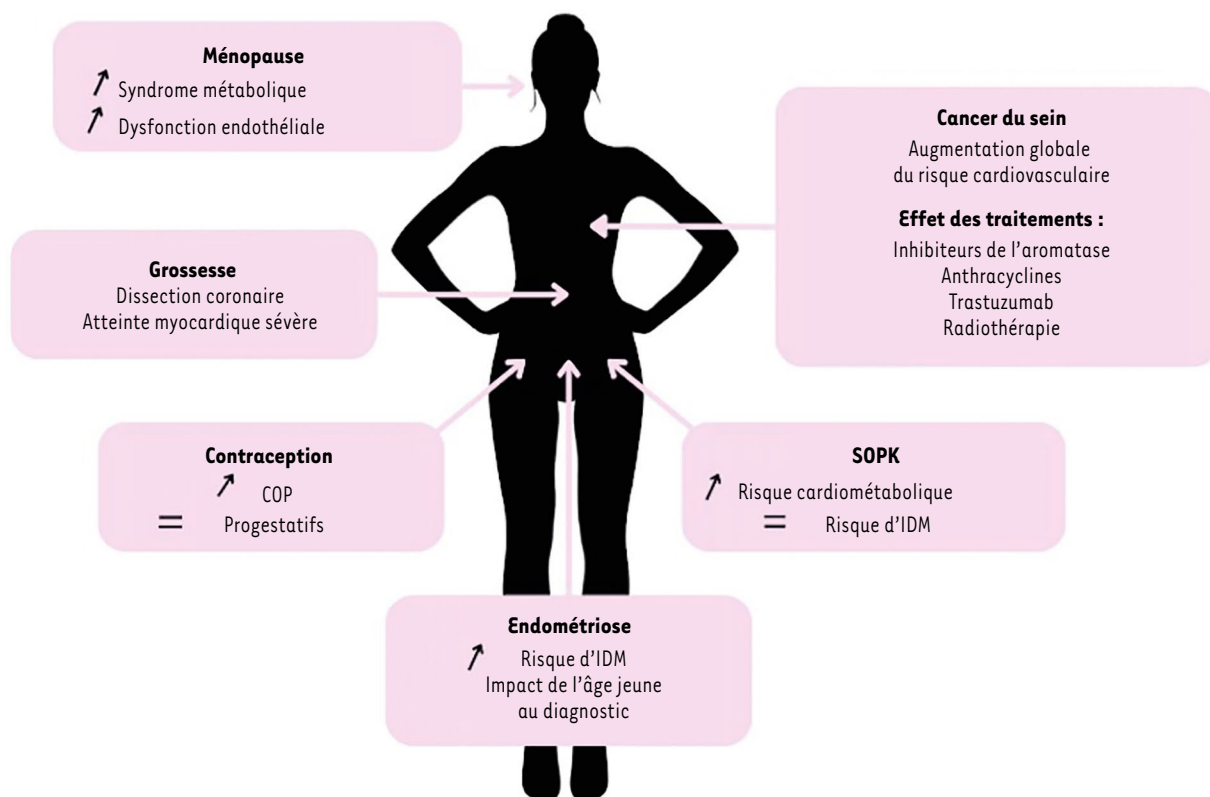 Ménopause
↗ Syndrome métabolique
↗ Dysfonction endothéliale
Cancer du sein
Augmentation globale
du risque cardiovasculaire
Effet des traitements :
Inhibiteurs de l’aromatase
Anthracyclines
Trastuzumab
Radiothérapie
Grossesse
Dissection coronaire
Atteinte myocardique sévère
Contraception
↗ COP
= Progestatifs
SOPK
↗ Risque cardiométabolique
= Risque d’IDM
Endométriose
↗ Risque d’IDM
Impact de l’âge jeune
au diagnostic